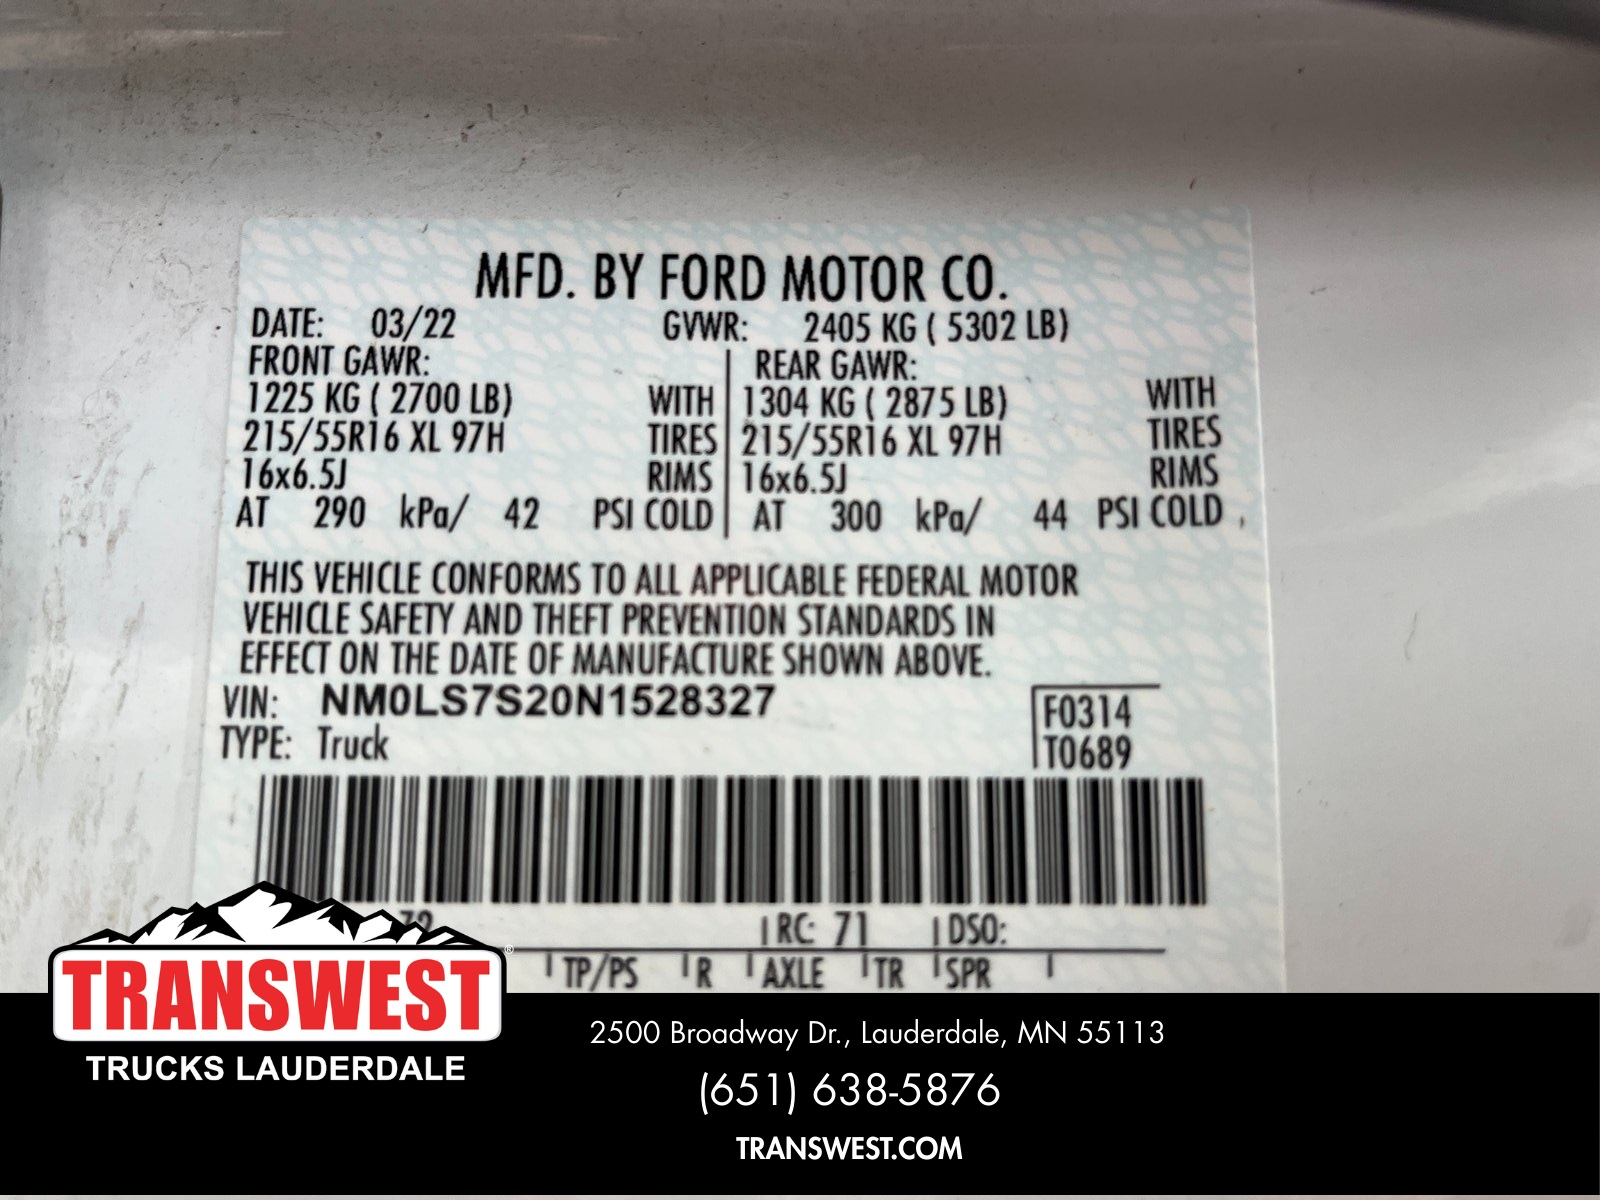 MFD. BY FORD MOTOR CO.
DATE: 03/22 GVWR: 2405 KG ( 5302 LB)
FRONT GAWR: REAR GAWR:
1225 KG ( 2700 LB) WITH 1304 KG ( 2875 LB) WITH
215/55R16 XL 97H TIRES 215/55R16 XL 97H TIRES
16x6.5J RIMS 16x6.5J RIMS
AT 290 kPa/ 42 PSI COLD AT 300 kPa/ 44 PSI COLD
THIS VEHICLE CONFORMS TO ALL APPLICABLE FEDERAL MOTOR
VEHICLE SAFETY AND THEFT PREVENTION STANDARDS IN
EFFECT ON THE DATE OF MANUFACTURE SHOWN ABOVE.
VIN: NM0LS7S20N1528327 F0314
TYPE: Truck T0689
RC: 71 DSO:
TP/PS R AXLE TR SPR
TRANSWEST®
TRUCKS LAUDERDALE
2500 Broadway Dr., Lauderdale, MN 55113
(651) 638-5876
TRANSWEST.COM